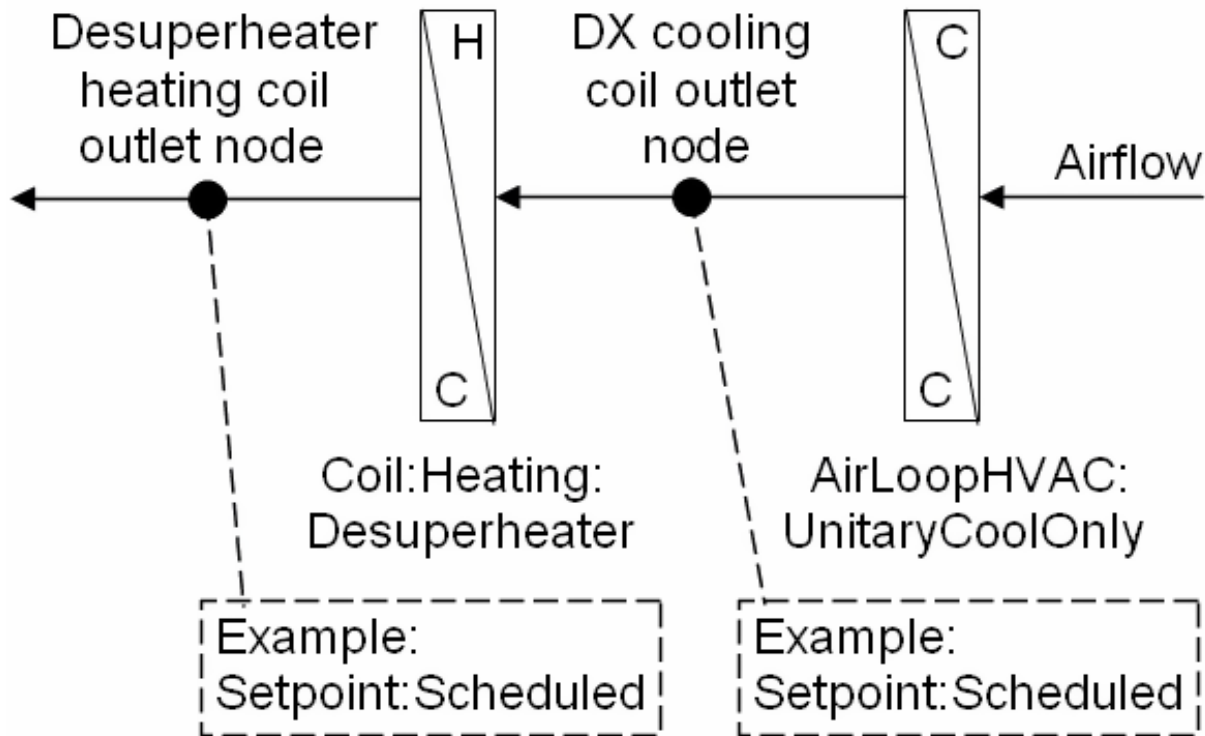 Desuperheater
heating coil
outlet node
H
C
DX cooling
coil outlet
node
C
C
Airflow
Coil:Heating:
Desuperheater
AirLoopHVAC:
UnitaryCoolOnly
Example:
Setpoint:Scheduled
Example:
Setpoint:Scheduled